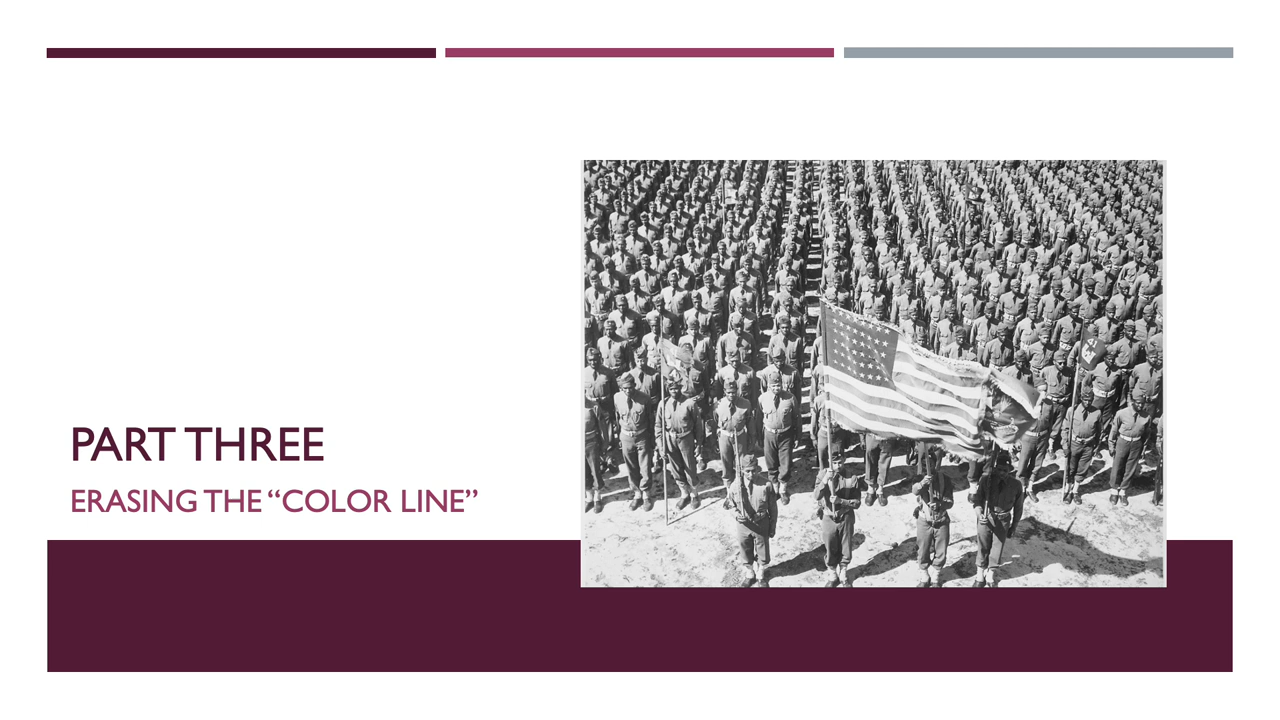 PART THREE
ERASING THE “COLOR LINE”